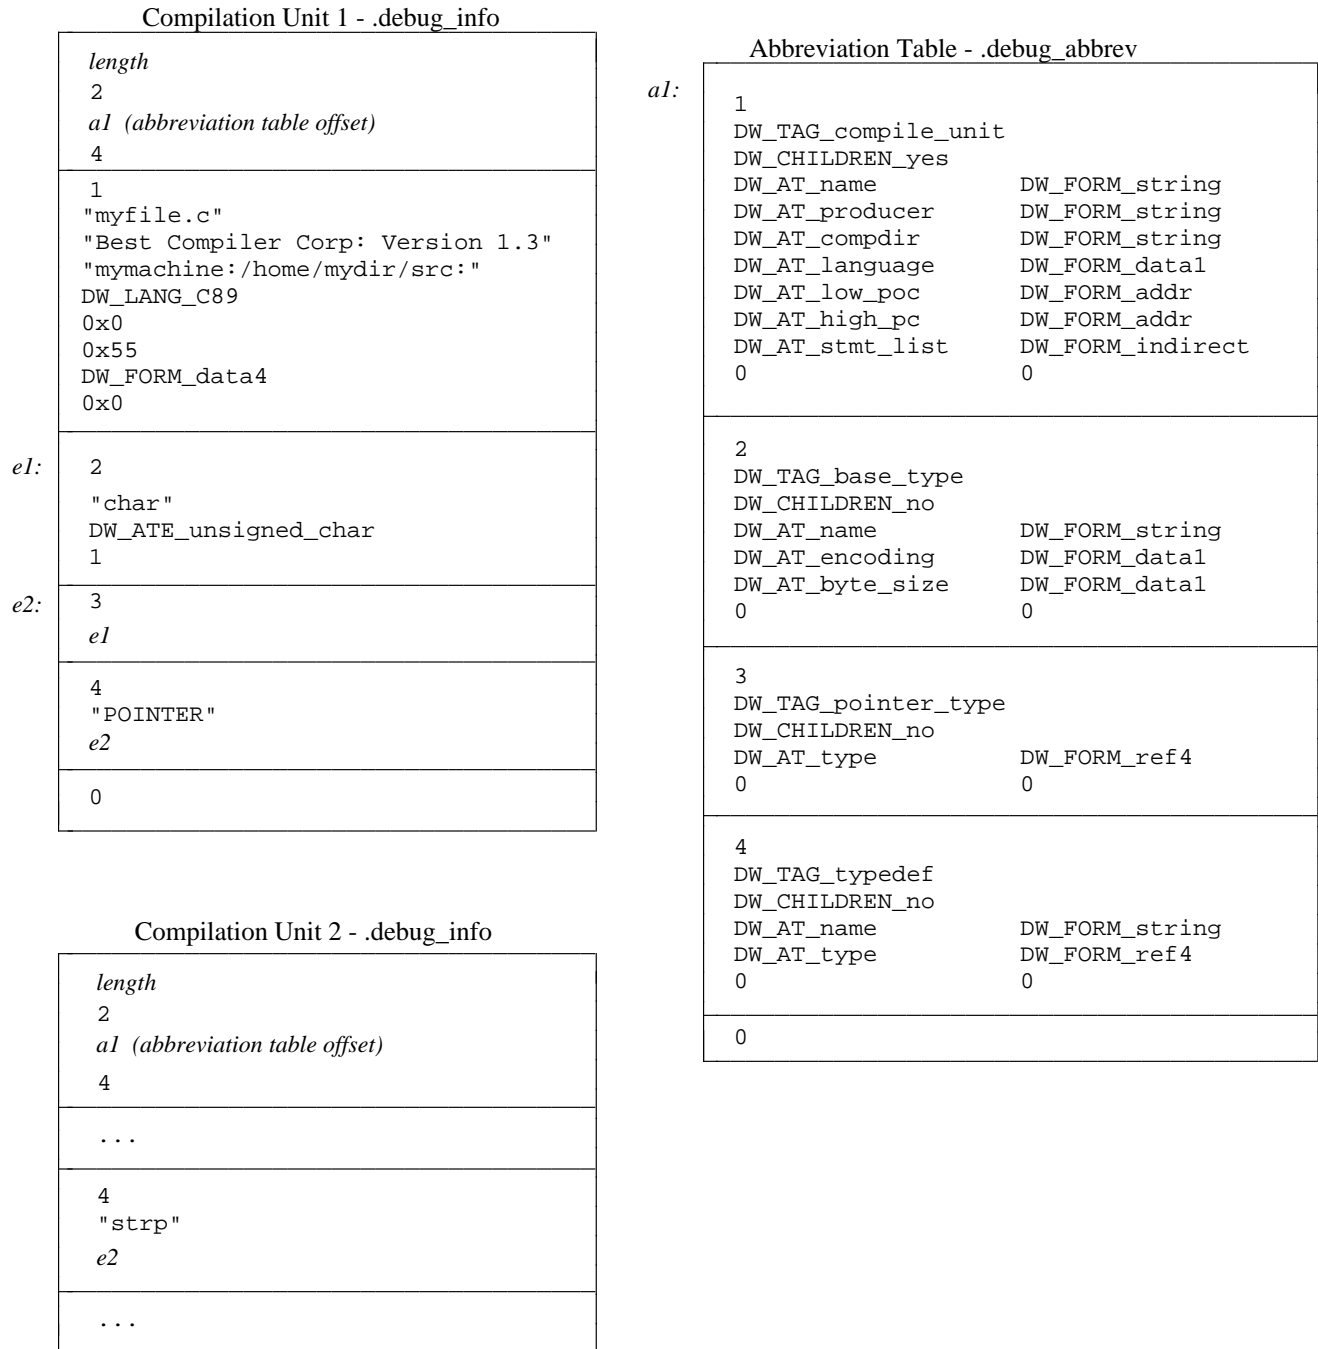 Compilation Unit 1 - .debug_info
length
2
a1 (abbreviation table offset)
4
1
"myfile.c"
"Best Compiler Corp: Version 1.3"
"mymachine:/home/mydir/src:"
DW_LANG_C89
0x0
0x55
DW_FORM_data4
0x0
e1: 2
"char"
DW_ATE_unsigned_char
1
e2: 3
e1
4
"POINTER"
e2
0
Compilation Unit 2 - .debug_info
length
2
a1 (abbreviation table offset)
4
...
4
"strp"
e2
...
Abbreviation Table - .debug_abbrev
a1:
1
DW_TAG_compile_unit
DW_CHILDREN_yes
DW_AT_name DW_FORM_string
DW_AT_producer DW_FORM_string
DW_AT_compdir DW_FORM_string
DW_AT_language DW_FORM_data1
DW_AT_low_poc DW_FORM_addr
DW_AT_high_pc DW_FORM_addr
DW_AT_stmt_list DW_FORM_indirect
0 0
2
DW_TAG_base_type
DW_CHILDREN_no
DW_AT_name DW_FORM_string
DW_AT_encoding DW_FORM_data1
DW_AT_byte_size DW_FORM_data1
0 0
3
DW_TAG_pointer_type
DW_CHILDREN_no
DW_AT_type DW_FORM_ref4
0 0
4
DW_TAG_typedef
DW_CHILDREN_no
DW_AT_name DW_FORM_string
DW_AT_type DW_FORM_ref4
0 0
0